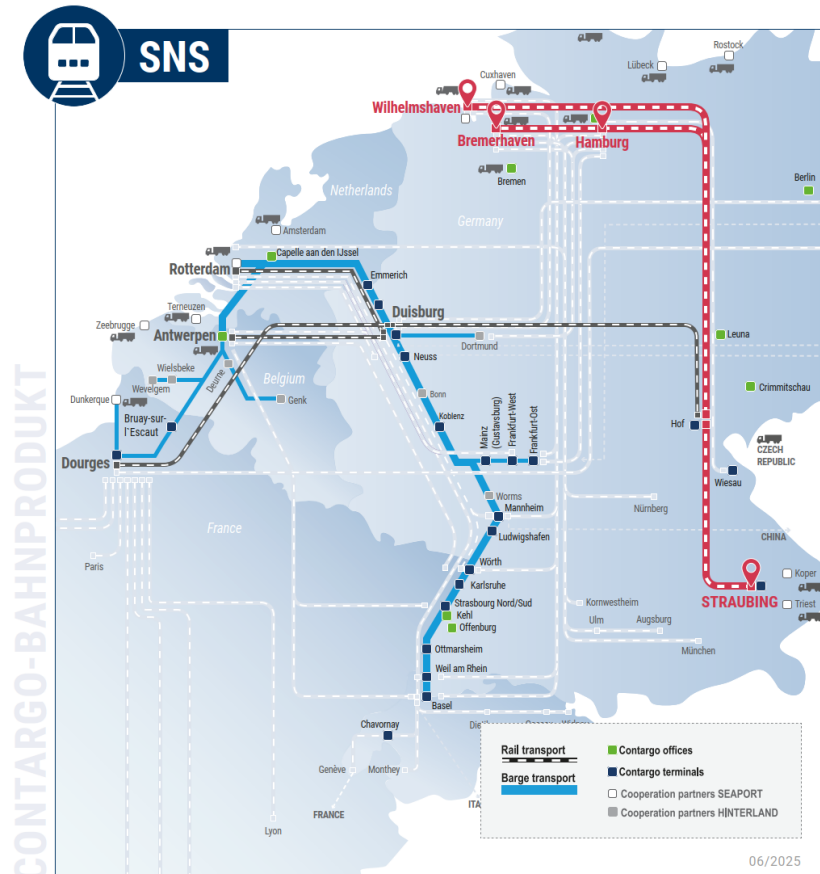 SNS
Rostock
Lübeck
Cuxhaven
Wilhelmshaven
Bremerhaven
Hamburg
Bremen
Berlin
Netherlands
Germany
Amsterdam
Capelle aan den IJssel
Rotterdam
Emmerich
Terneuzen
Duisburg
Zeebrugge
Antwerpen
Dortmund
Leuna
Neuss
Wielsbeke
Deurne
Belgium
Wevelgem
Bonn
Crimmitschau
Dunkerque
Genk
Koblenz
Mainz
(Gustavsburg)
Frankfurt-West
Frankfurt-Ost
Bruay-sur-
l'Escaut
Hof
CZECH
REPUBLIC
Dourges
Wiesau
Worms
Mannheim
Nürnberg
France
Ludwigshafen
CHINA
Paris
Wörth
Koper
Karlsruhe
STRAUBING
Triest
Strasbourg Nord/Sud
Kornwestheim
Kehl
Offenburg
Ulm
Augsburg
Ottmarsheim
München
Weil am Rhein
Basel
Chavornay
Genève
Monthey
FRANCE
Lyon
Rail transport
Contargo offices
Barge transport
Contargo terminals
Cooperation partners SEAPORT
Cooperation partners HINTERLAND
CONTARGO-BAHNPRODUKT
06/2025